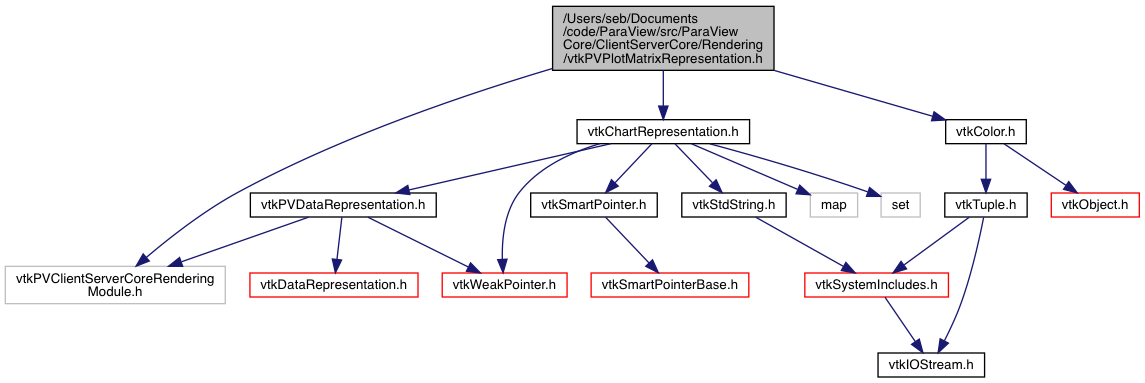 /Users/seb/Documents
/code/ParaView/src/ParaView
Core/ClientServerCore/Rendering
/vtkPVPlotMatrixRepresentation.h
vtkChartRepresentation.h
vtkColor.h
vtkPVDataRepresentation.h
vtkSmartPointer.h
vtkStdString.h
map
set
vtkTuple.h
vtkObject.h
vtkPVClientServerCoreRendering
Module.h
vtkDataRepresentation.h
vtkWeakPointer.h
vtkSmartPointerBase.h
vtkSystemIncludes.h
vtkIOStream.h